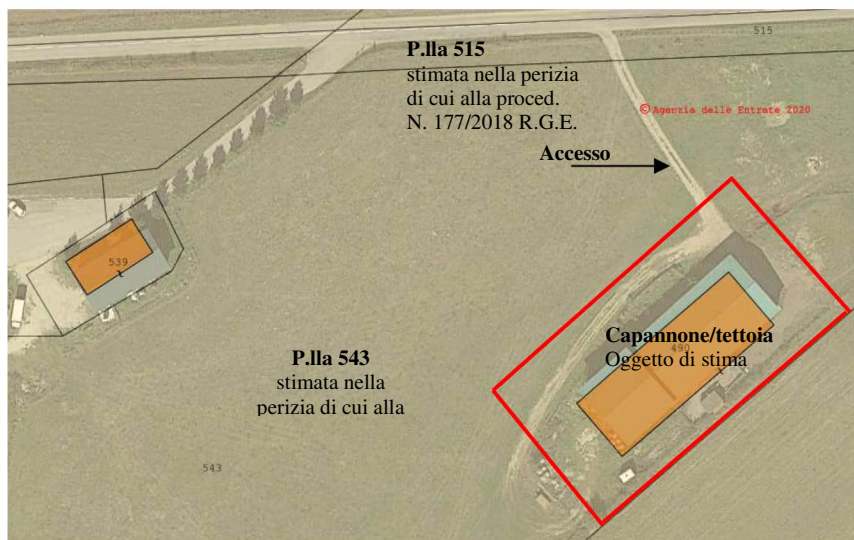 P.lla 515
stimata nella perizia
di cui alla proced.
N. 177/2018 R.G.E.
515
© Agenzia delle Entrate 2020
Accesso
539
Capannone/tettoia
490
Oggetto di stima
P.lla 543
stimata nella
perizia di cui alla
543